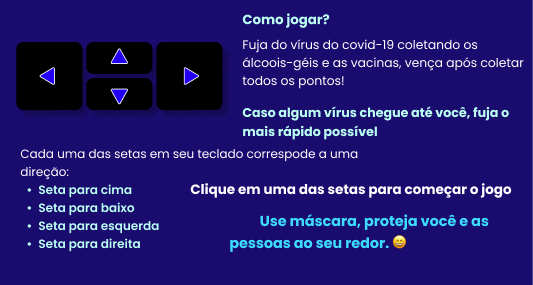 Como jogar?
Fuja do vírus do covid-19 coletando os
álcoois-géis e as vacinas, vença após coletar
todos os pontos!
Caso algum vírus chegue até você, fuja o
mais rápido possível
Cada uma das setas em seu teclado correspode a uma
direção:
• Seta para cima
• Seta para baixo
• Seta para esquerda
• Seta para direita
Clique em uma das setas para começar o jogo
Use máscara, proteja você e as
pessoas ao seu redor. 😄